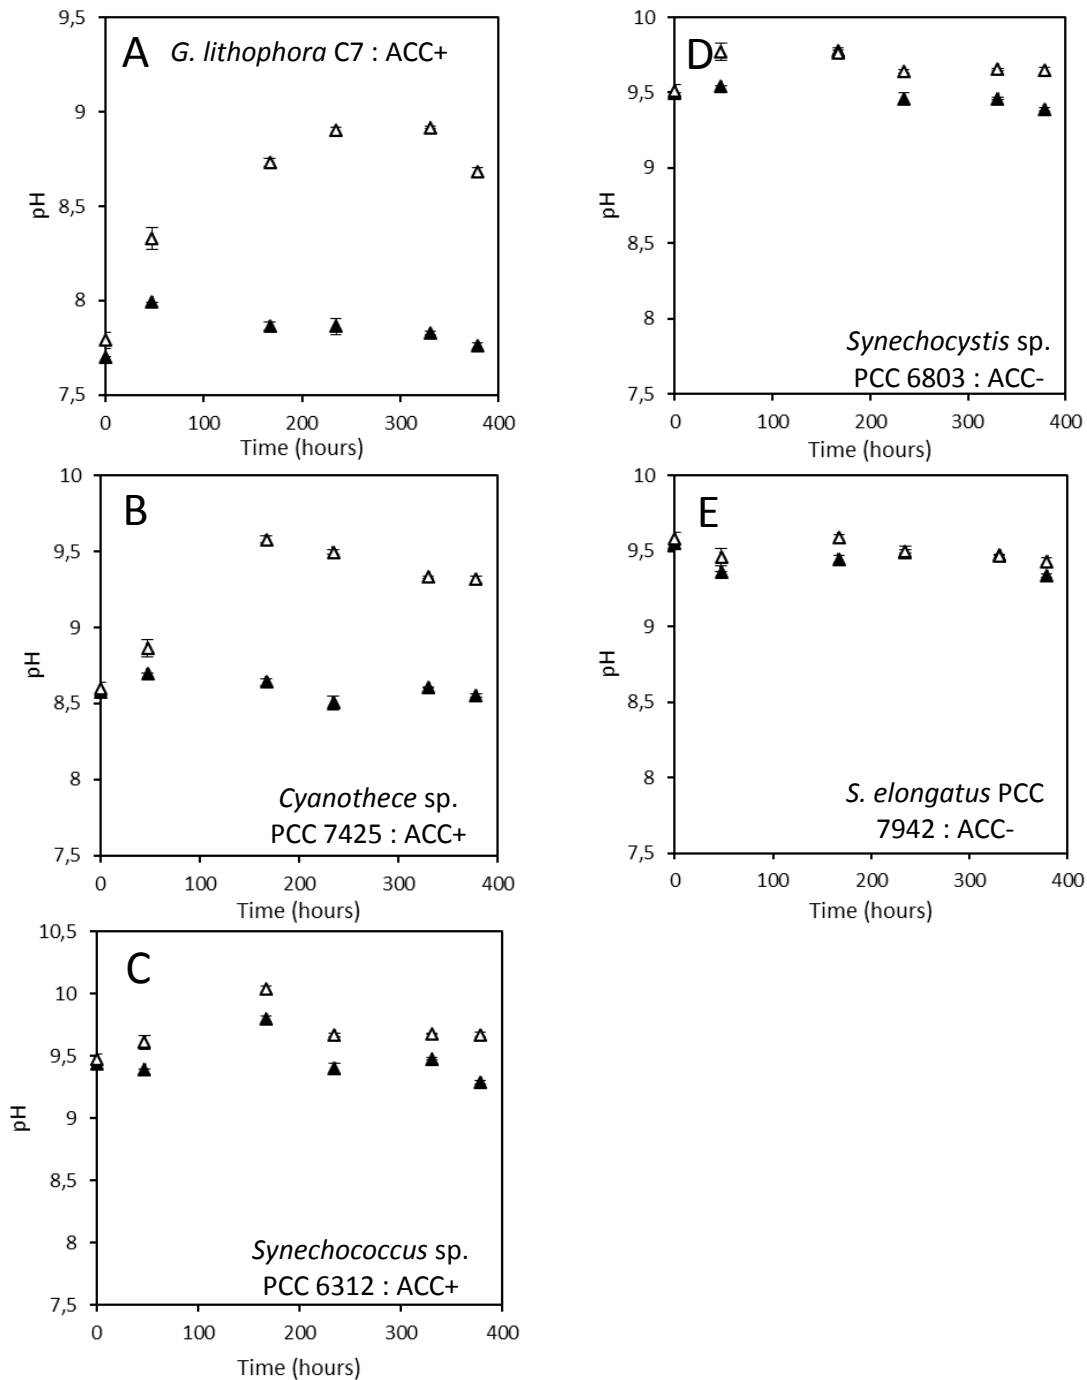 A
G. lithophora C7 : ACC+
9,5
9
8,5
8
7,5
pH
0 100 200 300 400
Time (hours)
D
10
9,5
9
8,5
8
7,5
pH
Synechocystis sp.
PCC 6803 : ACC-
0 100 200 300 400
Time (hours)
B
10
9,5
9
8,5
8
7,5
pH
Cyanothece sp.
PCC 7425 : ACC+
0 100 200 300 400
Time (hours)
E
10
9,5
9
8,5
8
7,5
pH
S. elongatus PCC
7942 : ACC-
0 100 200 300 400
Time (hours)
C
10,5
10
9,5
9
8,5
8
7,5
pH
Synechococcus sp.
PCC 6312 : ACC+
0 100 200 300 400
Time (hours)